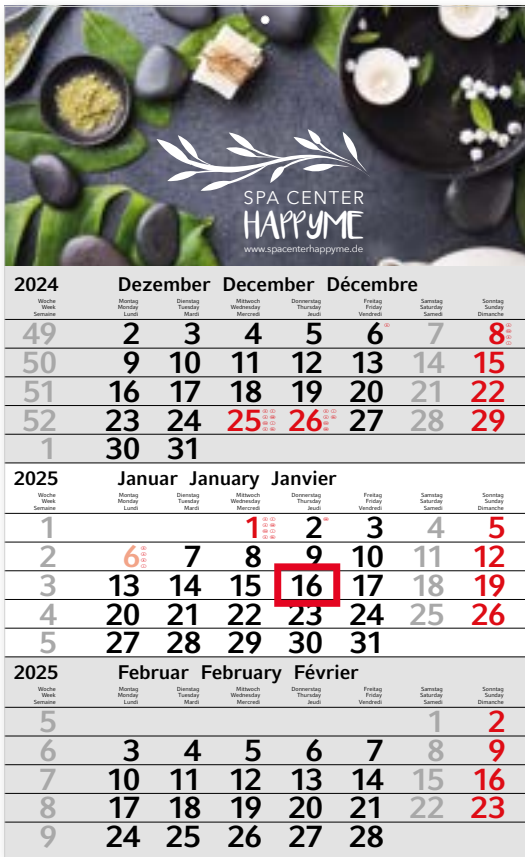 SPA CENTER
HAPPYME
www.spacenterhappyme.de
2024 Dezember December Décembre
Woche Montag Dienstag Mittwoch Donnerstag Freitag Samstag Sonntag
Week Monday Tuesday Wednesday Thursday Friday Saturday Sunday
Semaine Lundi Mardi Mercredi Jeudi Vendredi Samedi Dimanche
49 2 3 4 5 6 7 8
50 9 10 11 12 13 14 15
51 16 17 18 19 20 21 22
52 23 24 25 26 27 28 29
1 30 31
2025 Januar January Janvier
Woche Montag Dienstag Mittwoch Donnerstag Freitag Samstag Sonntag
Week Monday Tuesday Wednesday Thursday Friday Saturday Sunday
Semaine Lundi Mardi Mercredi Jeudi Vendredi Samedi Dimanche
1 1 2 3 4 5
2 6 7 8 9 10 11 12
3 13 14 15 16 17 18 19
4 20 21 22 23 24 25 26
5 27 28 29 30 31
2025 Februar February Février
Woche Montag Dienstag Mittwoch Donnerstag Freitag Samstag Sonntag
Week Monday Tuesday Wednesday Thursday Friday Saturday Sunday
Semaine Lundi Mardi Mercredi Jeudi Vendredi Samedi Dimanche
5 1 2
6 3 4 5 6 7 8 9
7 10 11 12 13 14 15 16
8 17 18 19 20 21 22 23
9 24 25 26 27 28